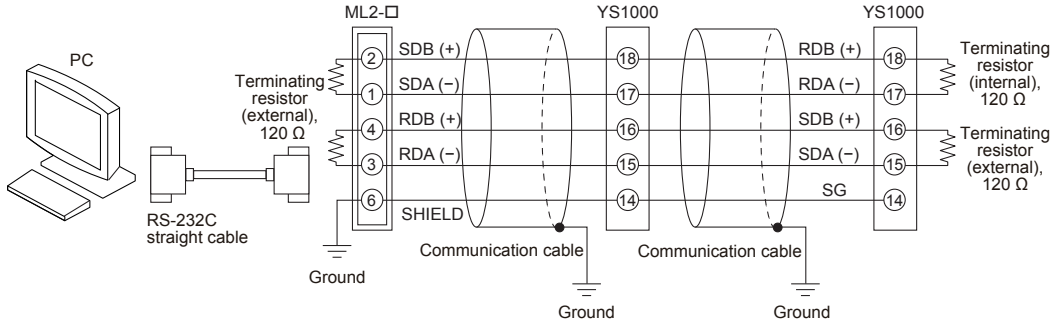 PC
RS-232C
straight cable
Terminating
resistor
(external),
120 Ω
ML2-□
2
1
4
3
6
SDB (+)
SDA (−)
RDB (+)
RDA (−)
SHIELD
Ground
Communication cable
Ground
YS1000
18
17
16
15
14
Communication cable
Ground
RDB (+)
RDA (−)
SDB (+)
SDA (−)
SG
YS1000
18
17
16
15
14
Terminating
resistor
(internal),
120 Ω
Terminating
resistor
(external),
120 Ω